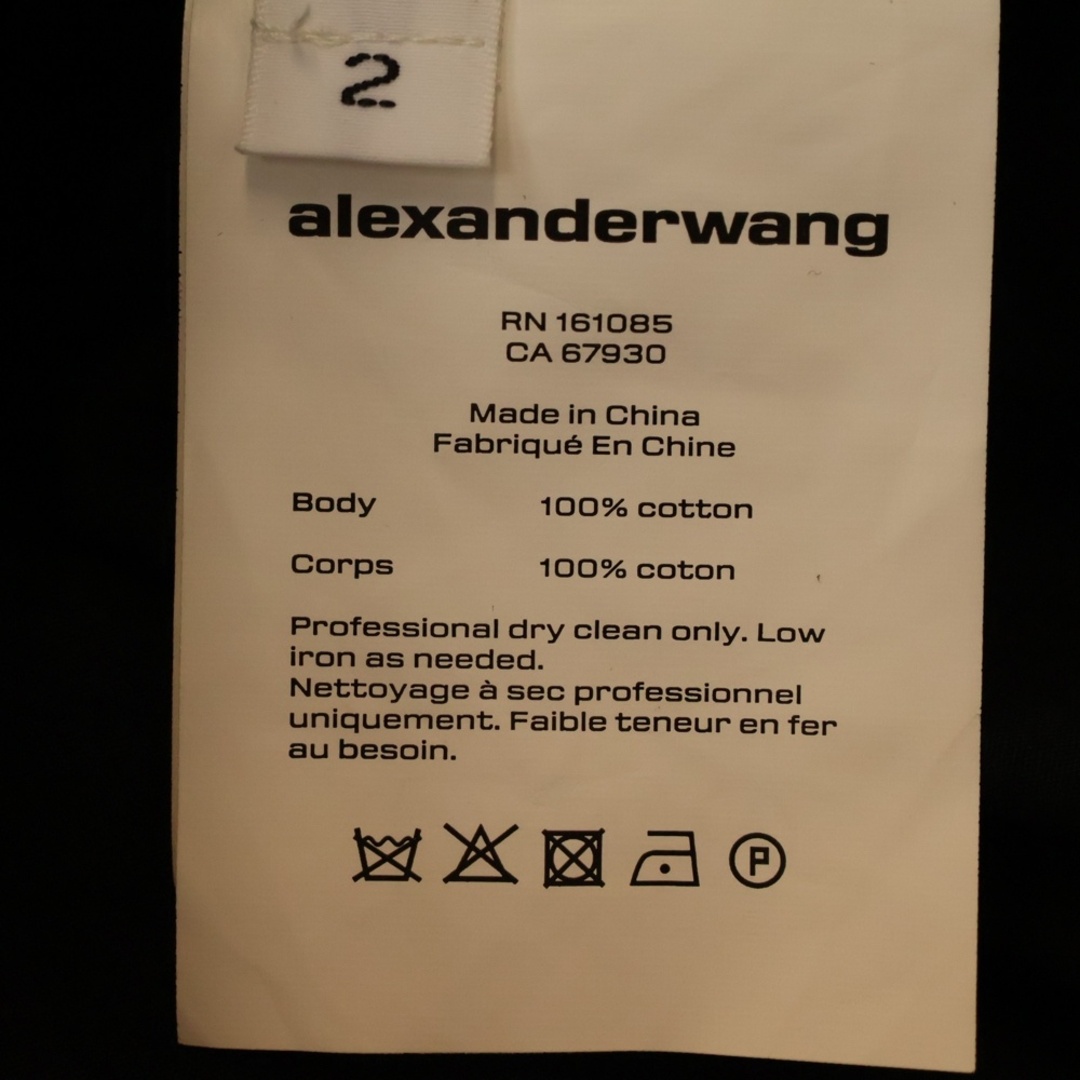 2
alexanderwang
RN 161085
CA 67930
Made in China
Fabriqué En Chine
Body 100% cotton
Corps 100% coton
Professional dry clean only. Low
iron as needed.
Nettoyage à sec professionnel
uniquement. Faible teneur en fer
au besoin.
P